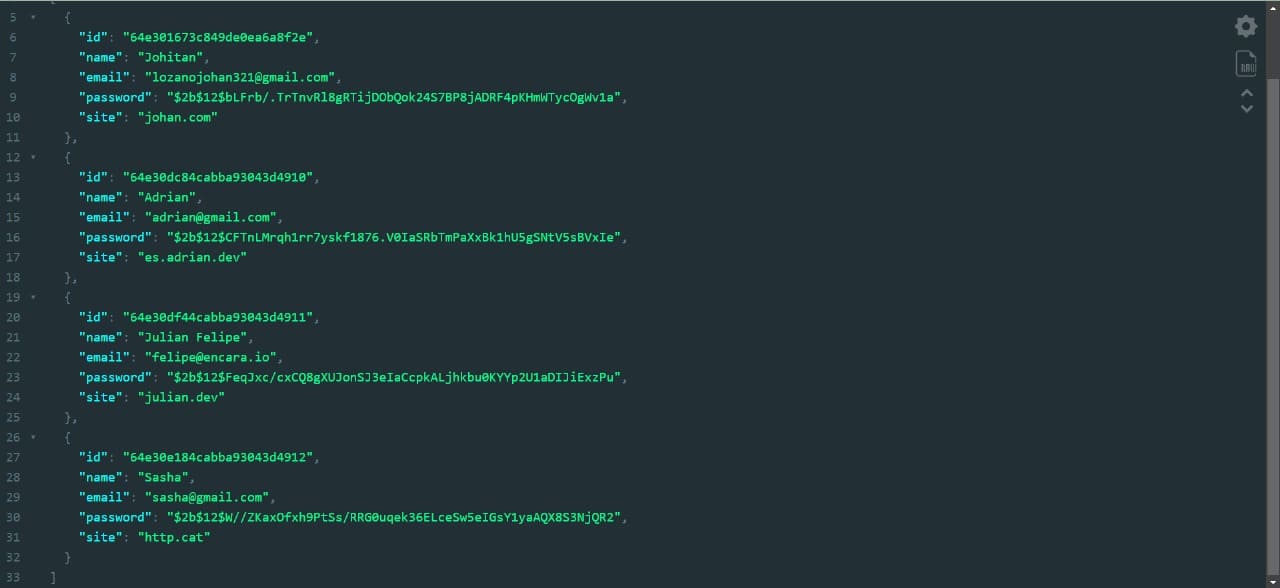 5 {
6 "id": "64e301673c849de0ea6a8f2e",
7 "name": "Johitan",
8 "email": "lozanojohan321@gmail.com",
9 "password": "$2b$12$bLFrb/.TrTnvRl8gRTijDObQok24S7BP8jADRF4pKHmWTycOgWv1a",
10 "site": "johan.com"
11 },
12 {
13 "id": "64e30dc84cabba93043d4910",
14 "name": "Adrian",
15 "email": "adrian@gmail.com",
16 "password": "$2b$12$CFTnLMrqh1rr7yskf1876.V0IaSRbTmPaXxBk1hU5gSNtV5sBVxIe",
17 "site": "es.adrian.dev"
18 },
19 {
20 "id": "64e30df44cabba93043d4911",
21 "name": "Julian Felipe",
22 "email": "felipe@encara.io",
23 "password": "$2b$12$FeqJxc/cxCQ8gXUJonSJ3eIaCcpkALjhkbu0KYYp2U1aDIJiExzPu",
24 "site": "julian.dev"
25 },
26 {
27 "id": "64e30e184cabba93043d4912",
28 "name": "Sasha",
29 "email": "sasha@gmail.com",
30 "password": "$2b$12$W//ZKaxOfxh9PtSs/RRG0uqek36ELceSw5eIGsY1yaAQX8S3NjQR2",
31 "site": "http.cat"
32 }
33 ]
RAW